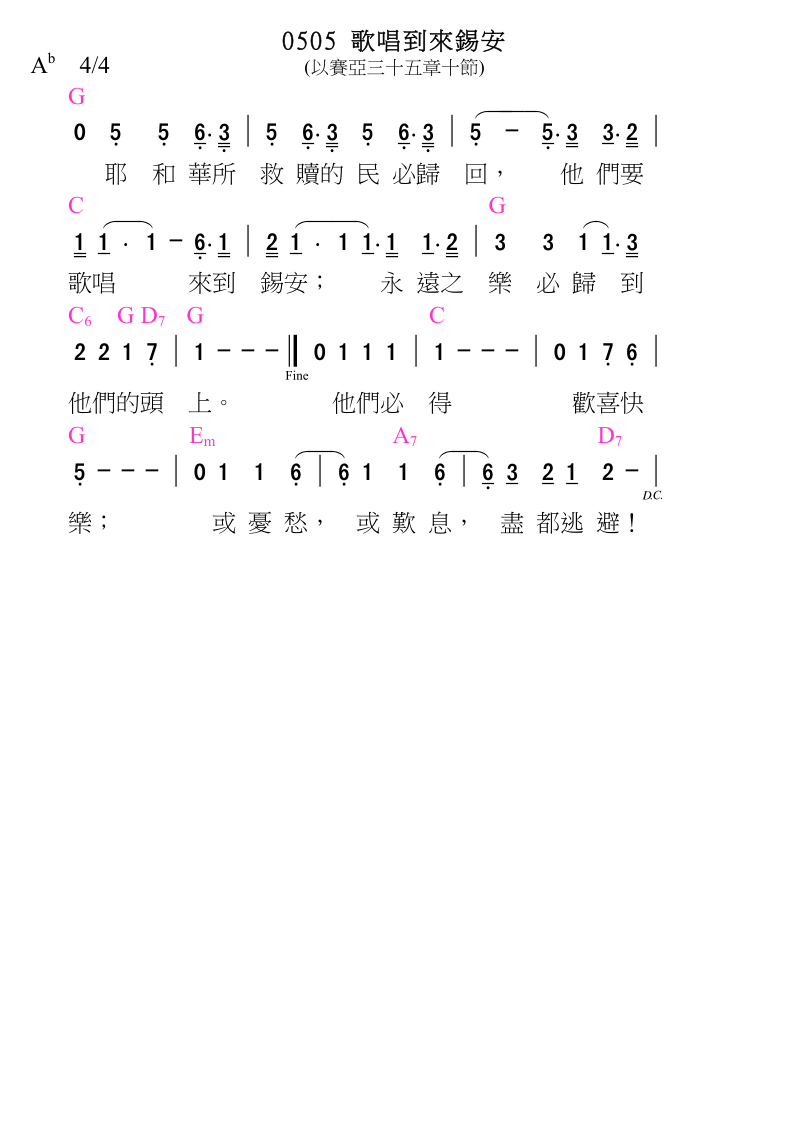 0505 歌唱到來錫安
A♭ 4/4 (以賽亞三十五章十節)
G
0 5 5 6· 3 | 5 6· 3 5 6· 3 | 5 - 5· 3 3· 2 |
耶 和 華所 救 贖的 民 必歸 回， 他 們要
C G
1 1 · 1 - 6· 1 | 2 1 · 1 1· 1 1· 2 | 3 3 1 1· 3
歌唱 來到 錫安； 永 遠之 樂 必 歸 到
C6 G D7 G C
2 2 1 7 | 1 - - - ‖ 0 1 1 1 | 1 - - - | 0 1 7 6 |
Fine
他們的頭 上。 他們必 得 歡喜快
G Em A7 D7
5 - - - | 0 1 1 6 | 6 1 1 6 | 6 3 2 1 2 - |
D.C.
樂； 或 憂 愁， 或 歎 息， 盡 都逃 避！